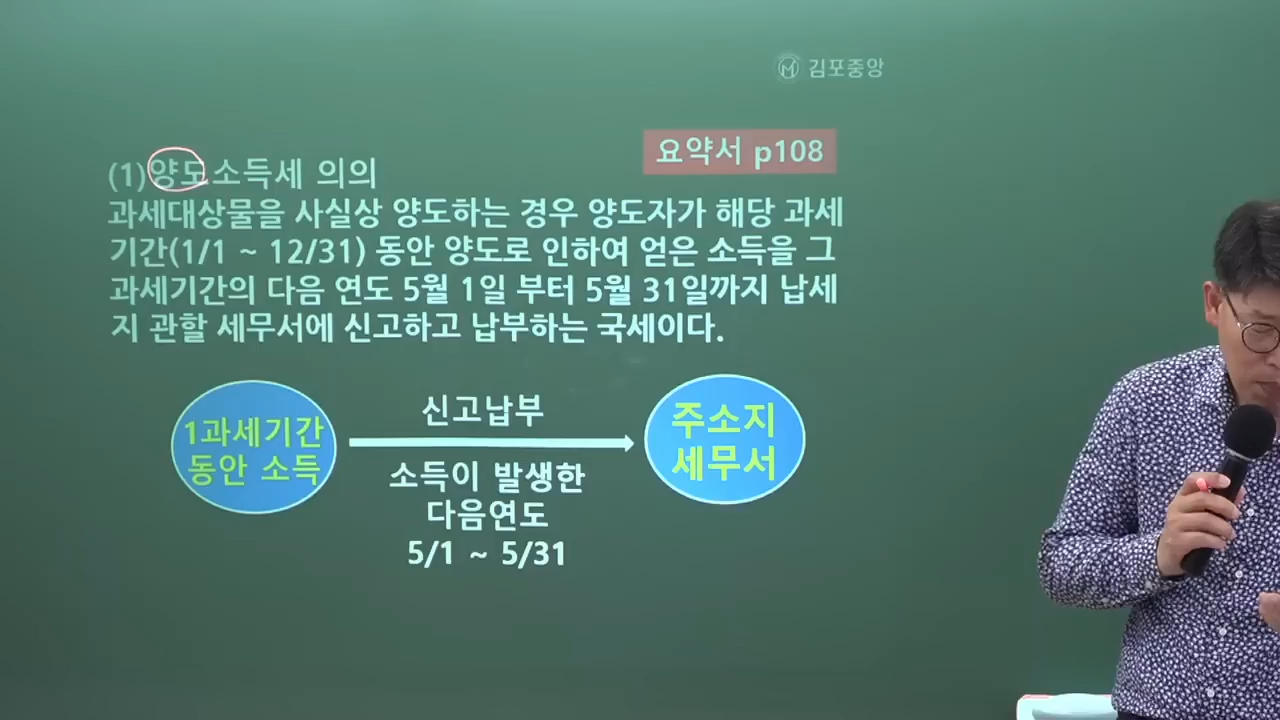 김포중앙
요약서 p108
(1)양도소득세 의의
과세대상물을 사실상 양도하는 경우 양도자가 해당 과세
기간(1/1 ~ 12/31) 동안 양도로 인하여 얻은 소득을 그
과세기간의 다음 연도 5월 1일 부터 5월 31일까지 납세
지 관할 세무서에 신고하고 납부하는 국세이다.
1과세기간
동안 소득
신고납부
소득이 발생한
다음연도
5/1 ~ 5/31
주소지
세무서